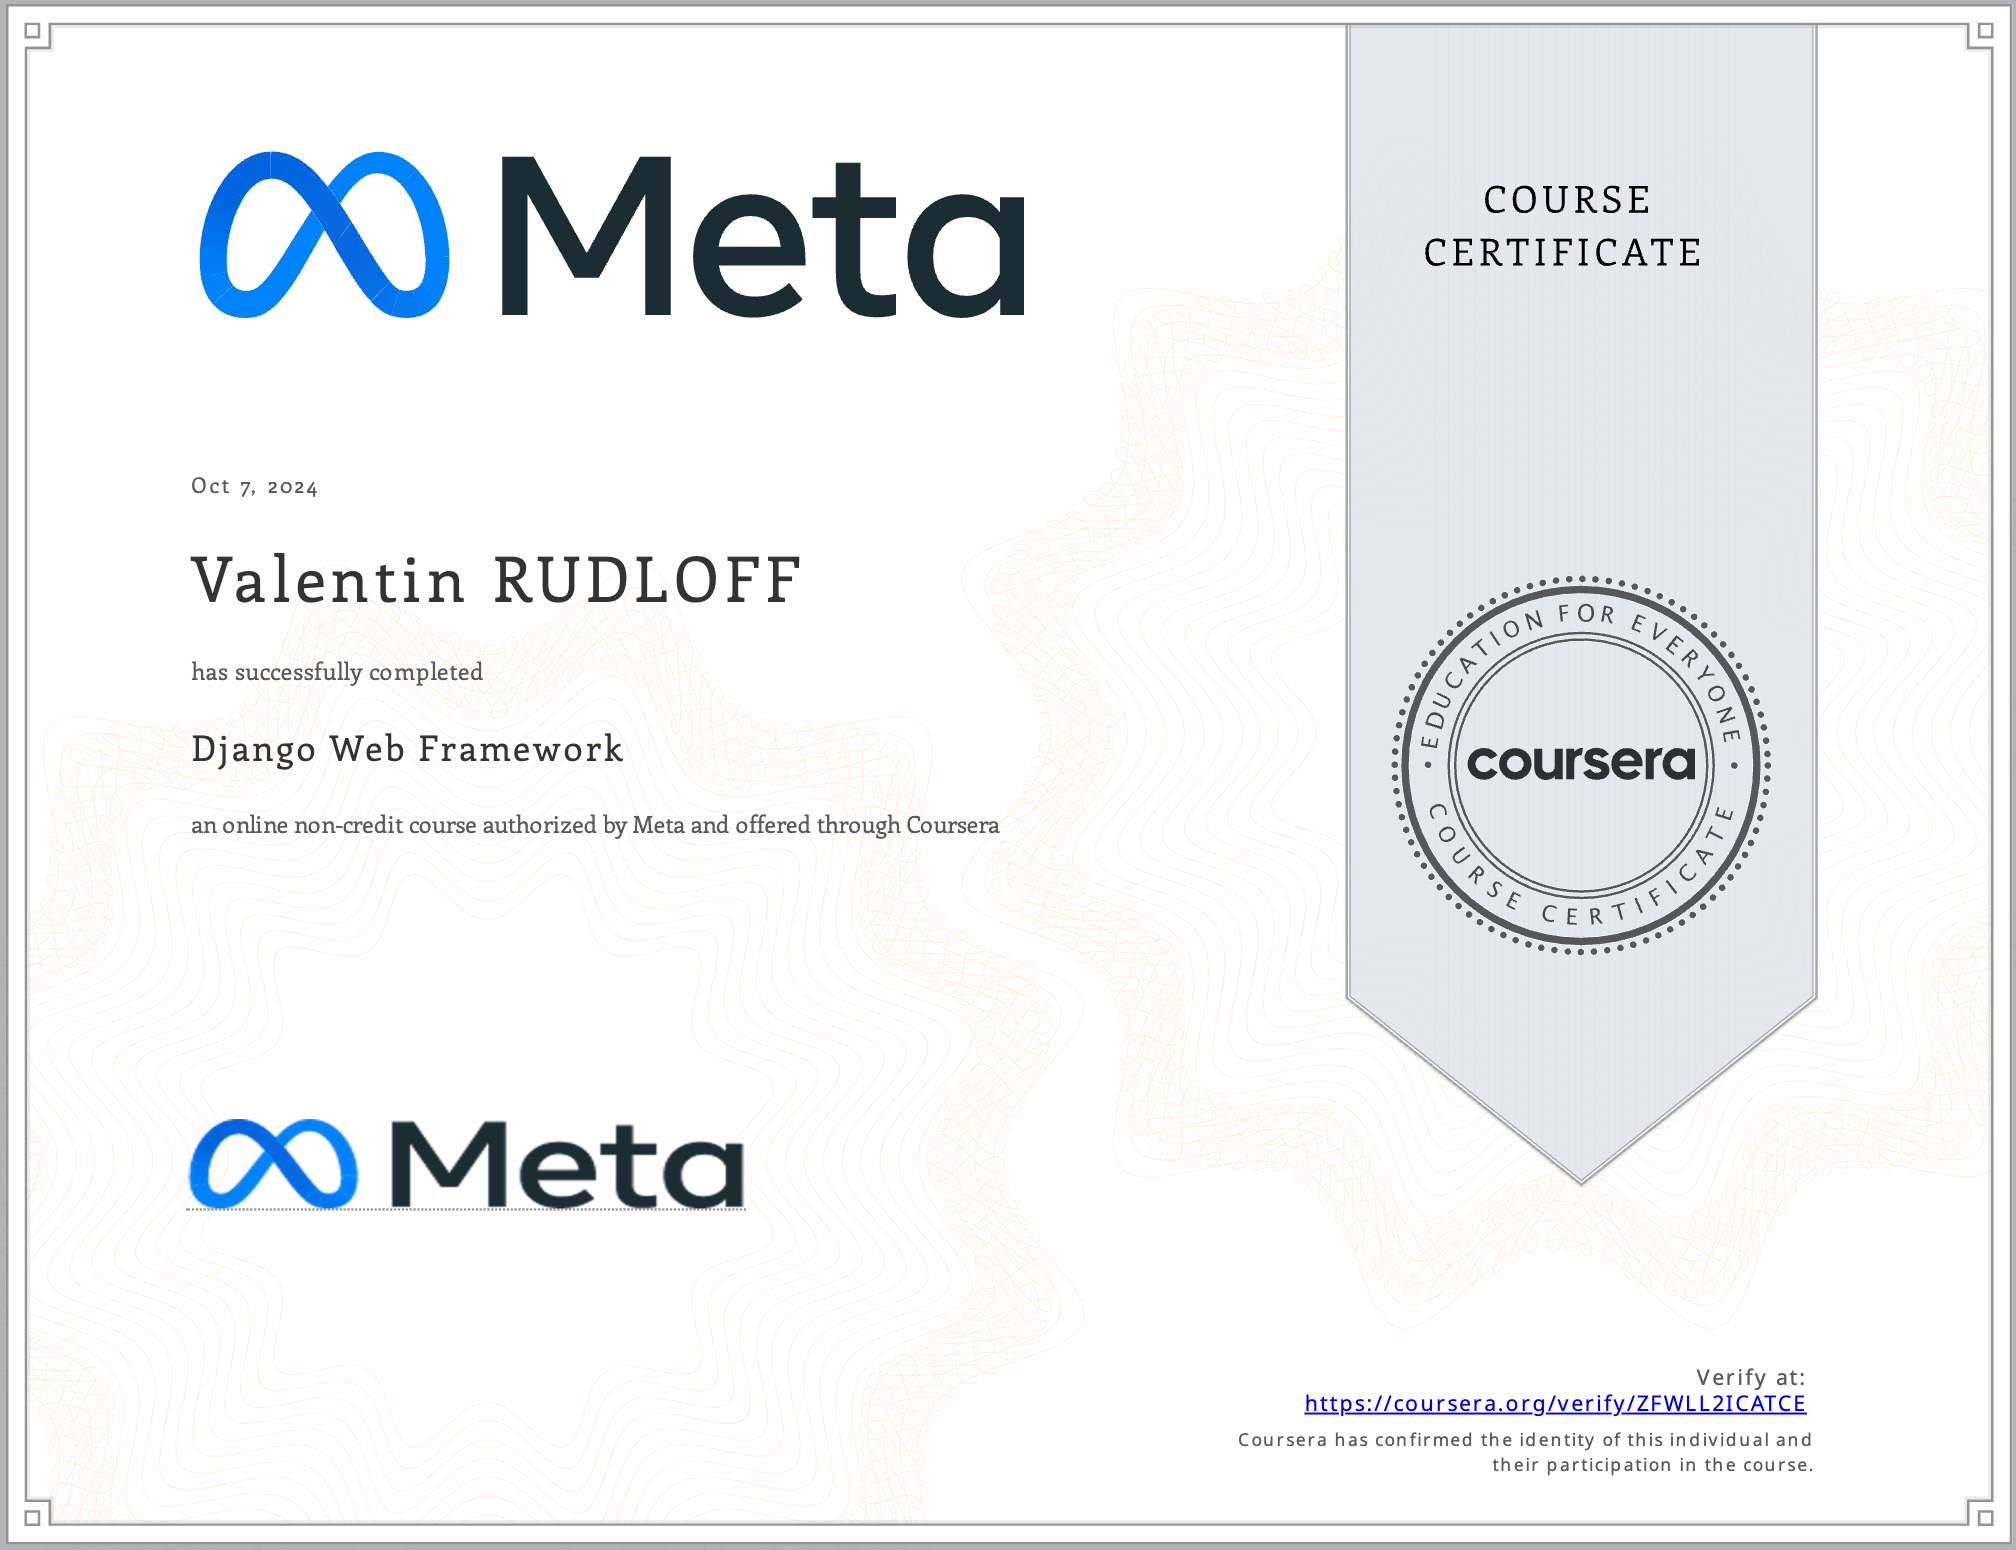 Meta
COURSE
CERTIFICATE
Oct 7, 2024
Valentin RUDLOFF
has successfully completed
Django Web Framework
an online non-credit course authorized by Meta and offered through Coursera
EDUCATION FOR EVERYONE
coursera
COURSE CERTIFICATE
Meta
Verify at:
https://coursera.org/verify/ZFWLL2ICATCE
Coursera has confirmed the identity of this individual and
their participation in the course.